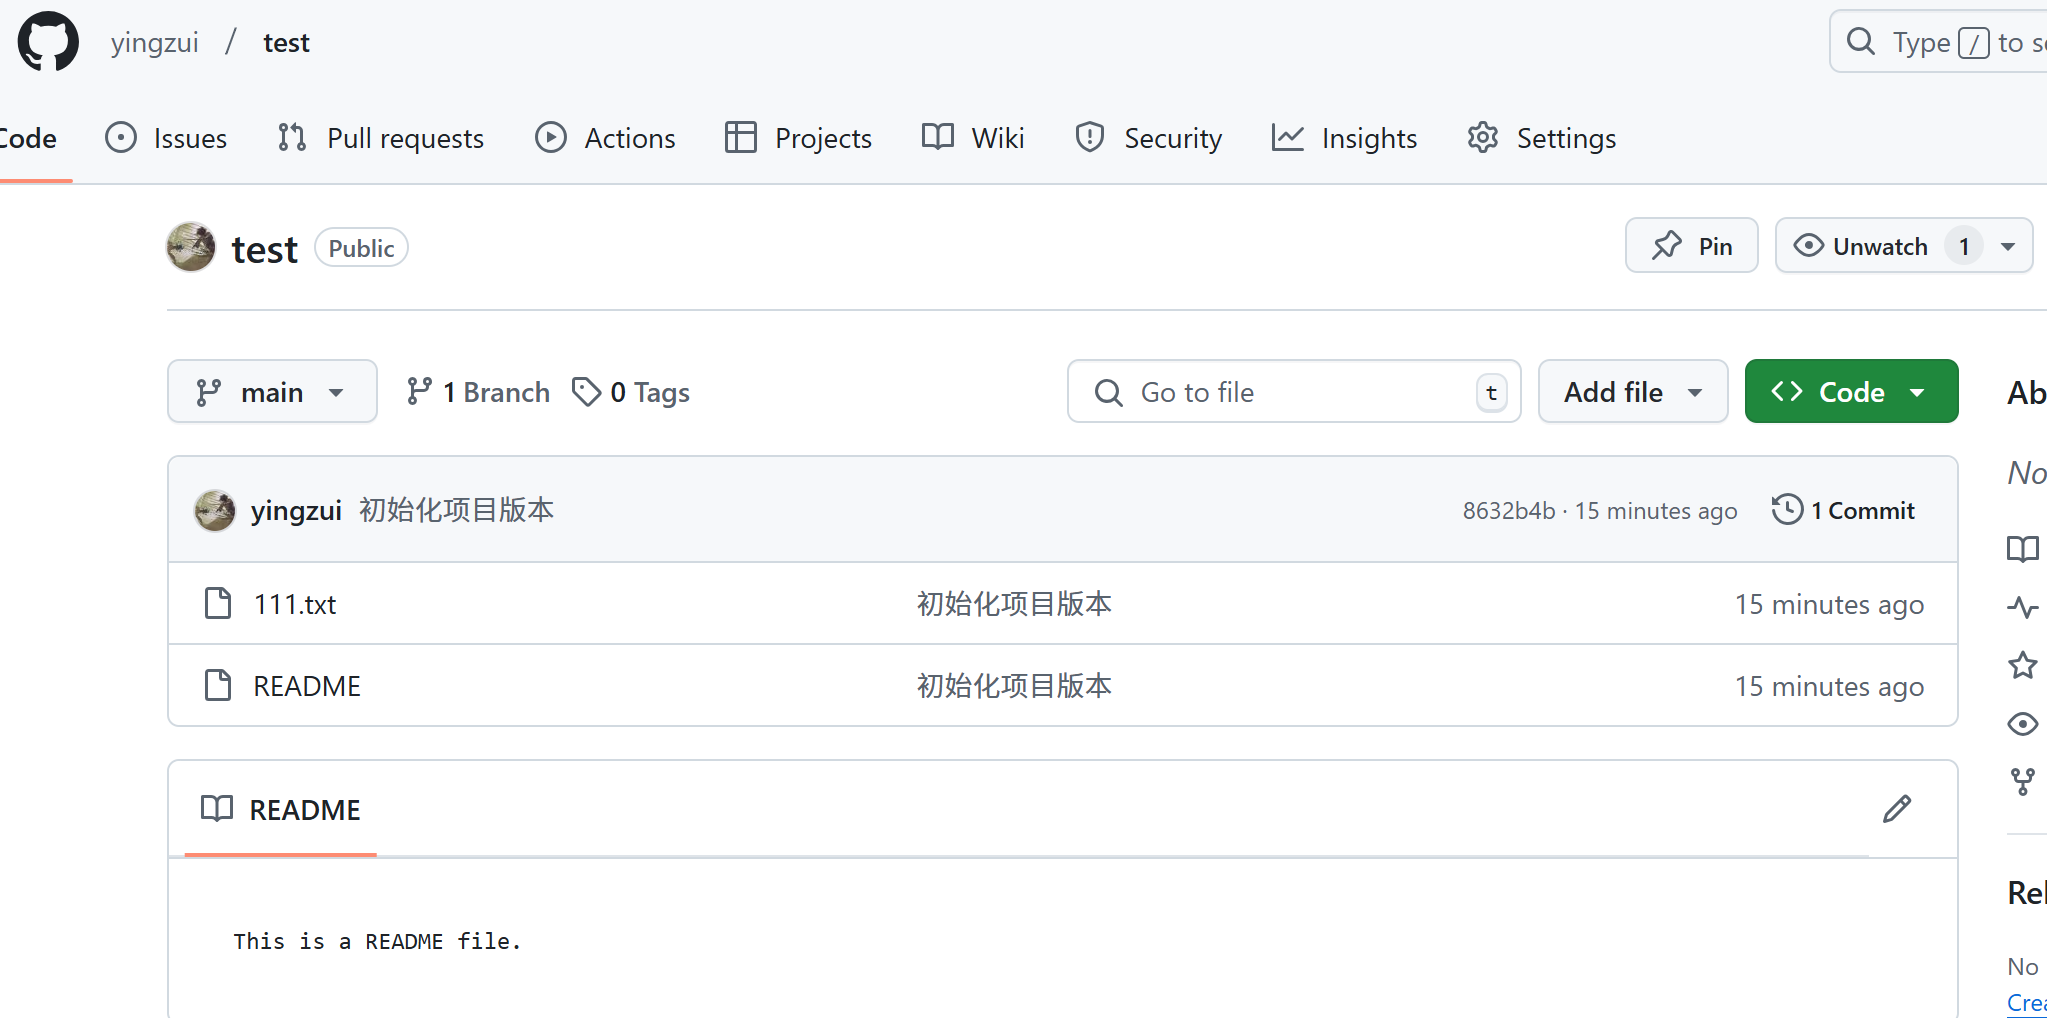 yingzui / test
Type / to se
Code Issues Pull requests Actions Projects Wiki Security Insights Settings
test Public Pin Unwatch 1
main 1 Branch 0 Tags Go to file t Add file Code
Ab
No
yingzui 初始化项目版本 8632b4b · 15 minutes ago 1 Commit
111.txt 初始化项目版本 15 minutes ago
README 初始化项目版本 15 minutes ago
README
Rel
This is a README file.
No
Crea